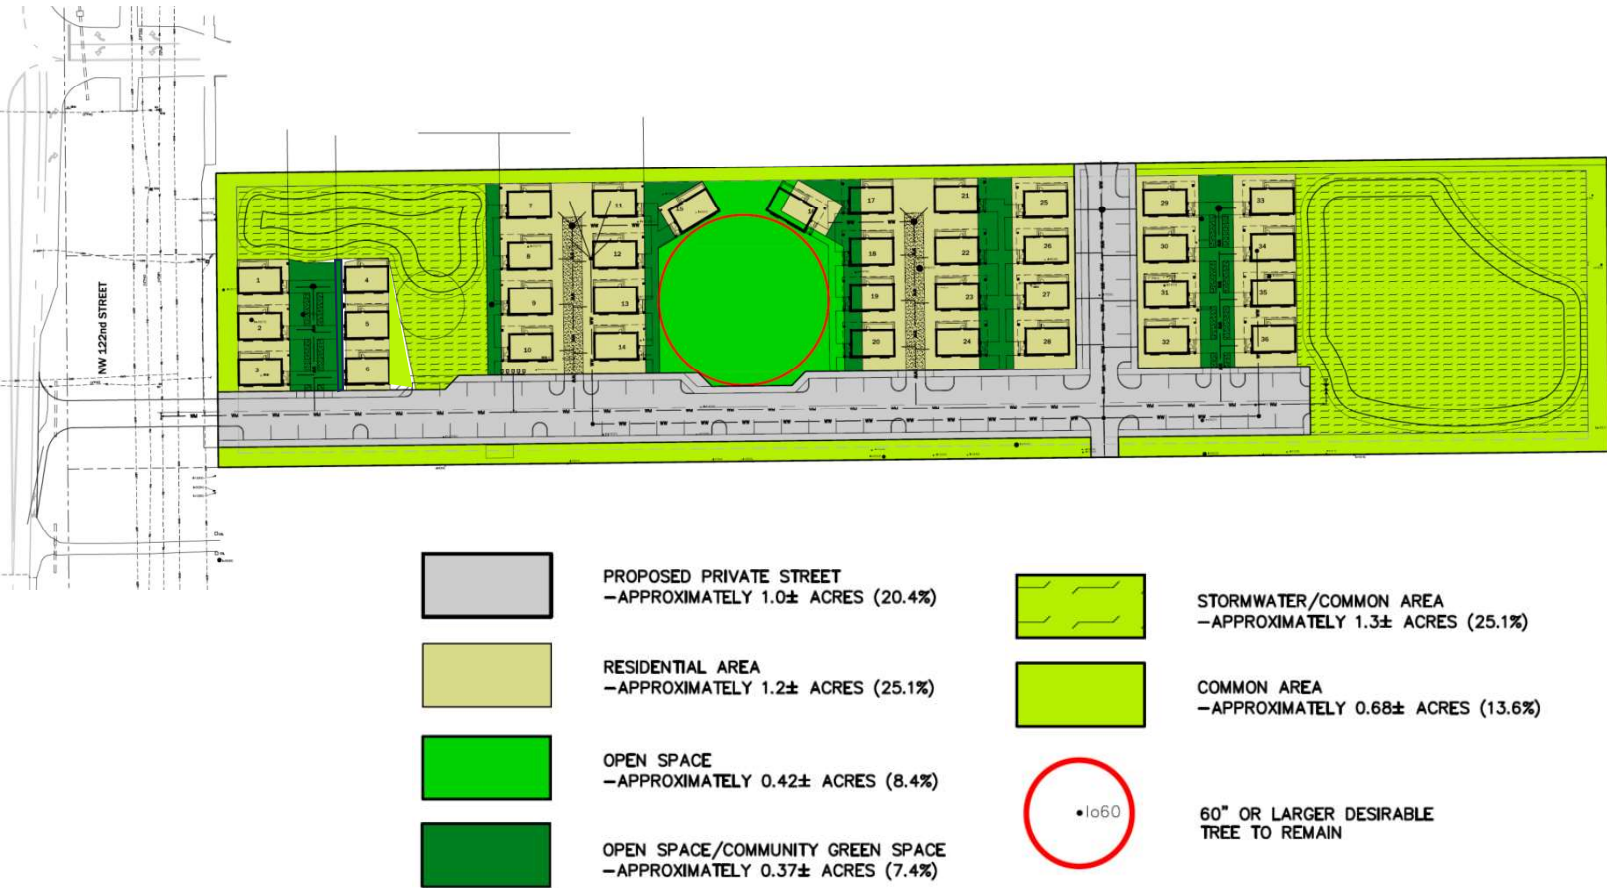 NW 122nd STREET
1
2
3
4
5
6
7
8
9
10
11
12
13
14
17
18
19
20
21
22
23
24
25
26
27
28
29
30
31
32
33
34
35
36
PROPOSED PRIVATE STREET
-APPROXIMATELY 1.0± ACRES (20.4%)
RESIDENTIAL AREA
-APPROXIMATELY 1.2± ACRES (25.1%)
OPEN SPACE
-APPROXIMATELY 0.42± ACRES (8.4%)
OPEN SPACE/COMMUNITY GREEN SPACE
-APPROXIMATELY 0.37± ACRES (7.4%)
STORMWATER/COMMON AREA
-APPROXIMATELY 1.3± ACRES (25.1%)
COMMON AREA
-APPROXIMATELY 0.68± ACRES (13.6%)
lo60
60" OR LARGER DESIRABLE
TREE TO REMAIN